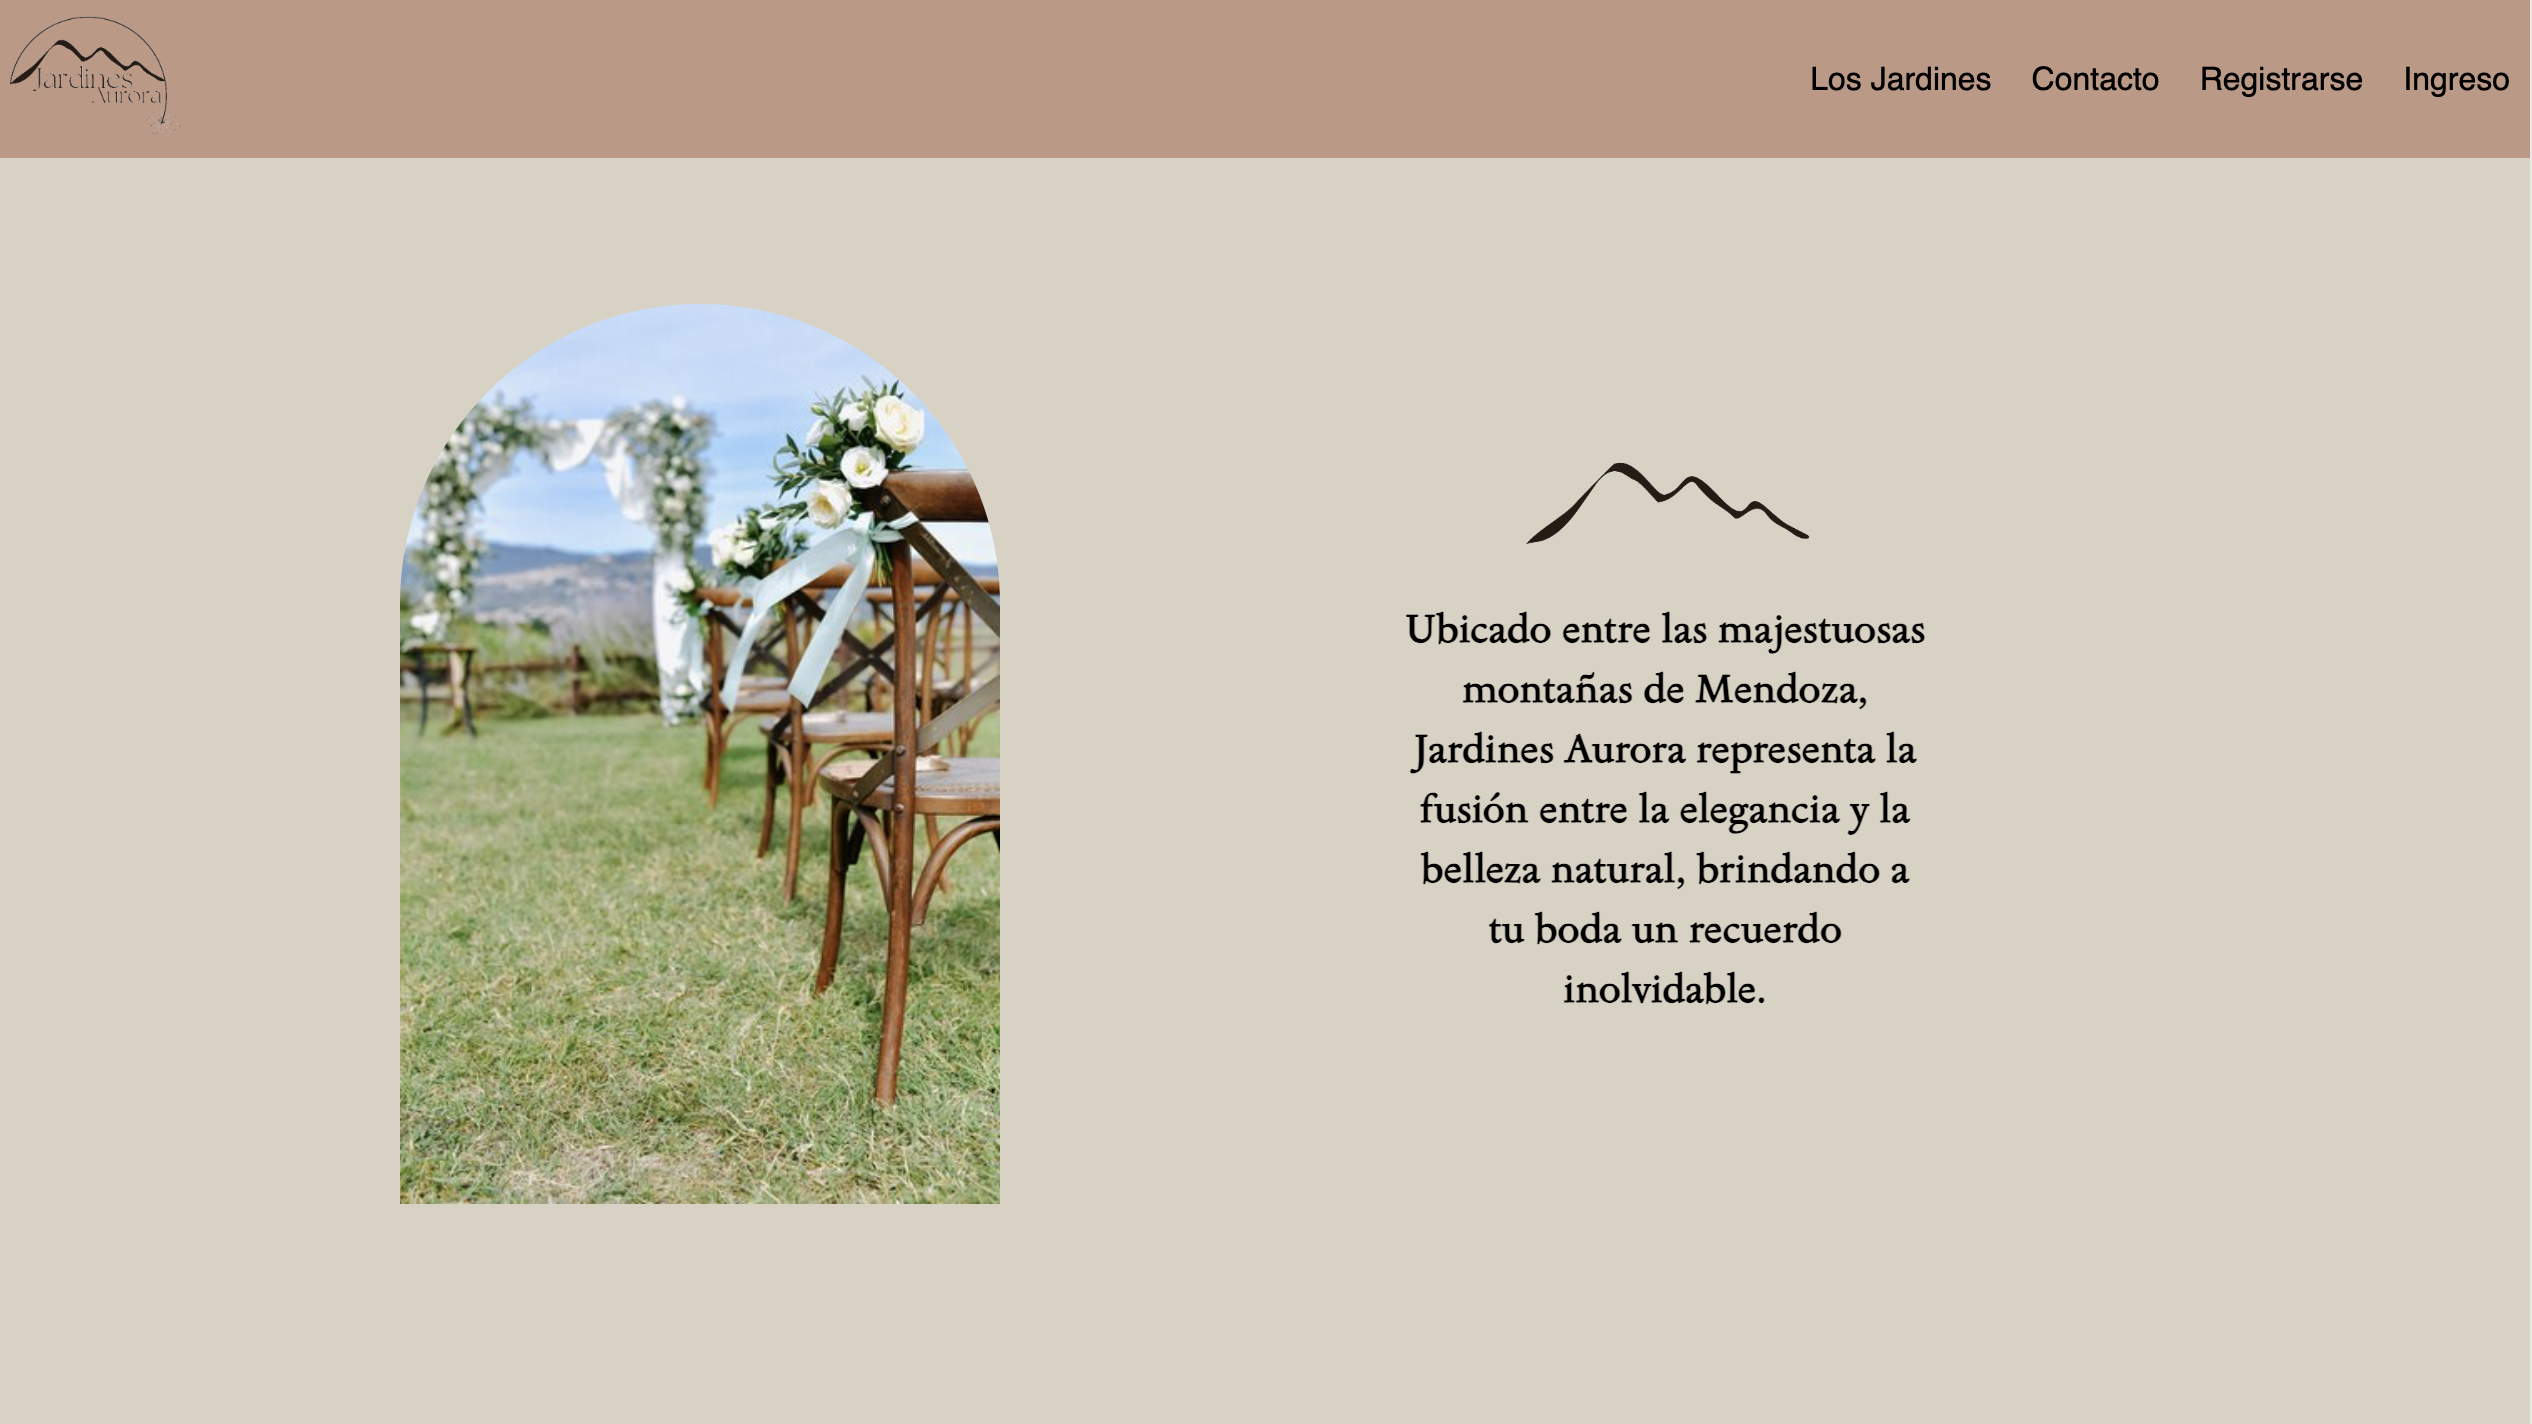 Jardines
Aurora
Los Jardines
Contacto
Registrarse
Ingreso
Ubicado entre las majestuosas
montañas de Mendoza,
Jardines Aurora representa la
fusión entre la elegancia y la
belleza natural, brindando a
tu boda un recuerdo
inolvidable.